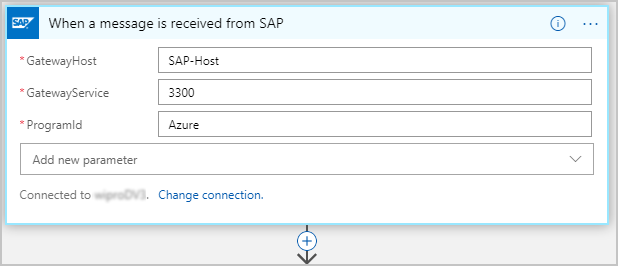 SAP When a message is received from SAP
* GatewayHost SAP-Host
* GatewayService 3300
* ProgramId Azure
Add new parameter
Connected to . Change connection.